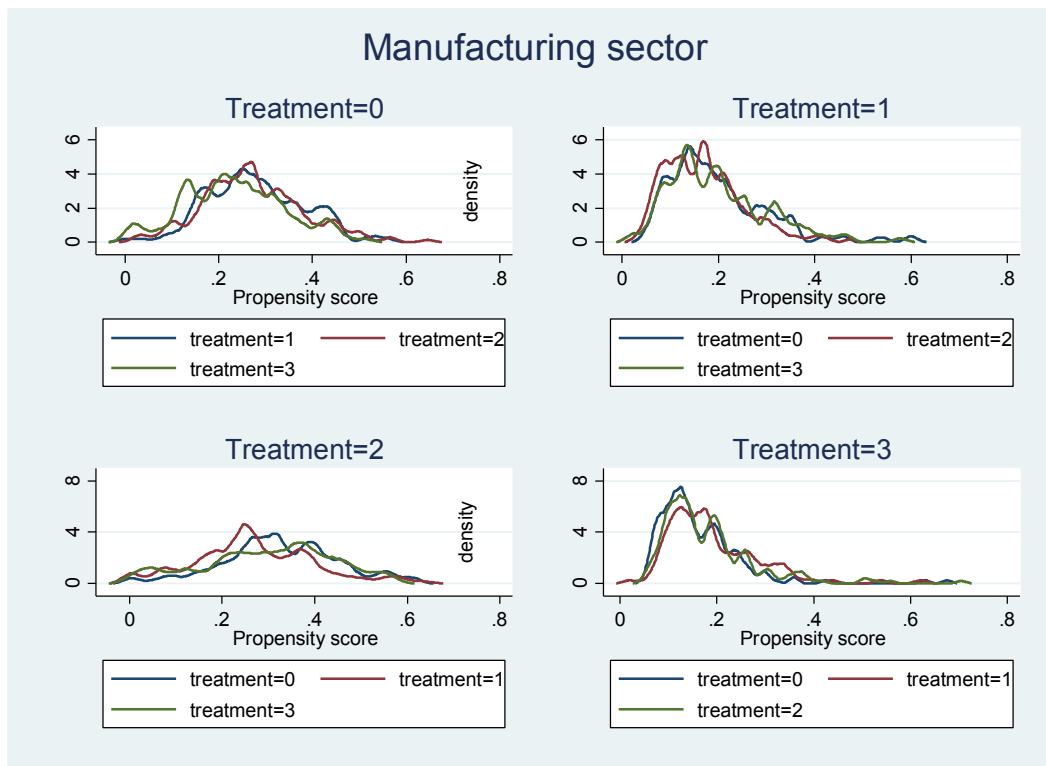 Manufacturing sector
Treatment=0
6
4
2
0
density
0 .2 .4 .6 .8
Propensity score
treatment=1 treatment=2
treatment=3
Treatment=1
6
4
2
0
0 .2 .4 .6 .8
Propensity score
treatment=0 treatment=2
treatment=3
Treatment=2
8
4
0
density
0 .2 .4 .6 .8
Propensity score
treatment=0 treatment=1
treatment=3
Treatment=3
8
4
0
0 .2 .4 .6 .8
Propensity score
treatment=0 treatment=1
treatment=2